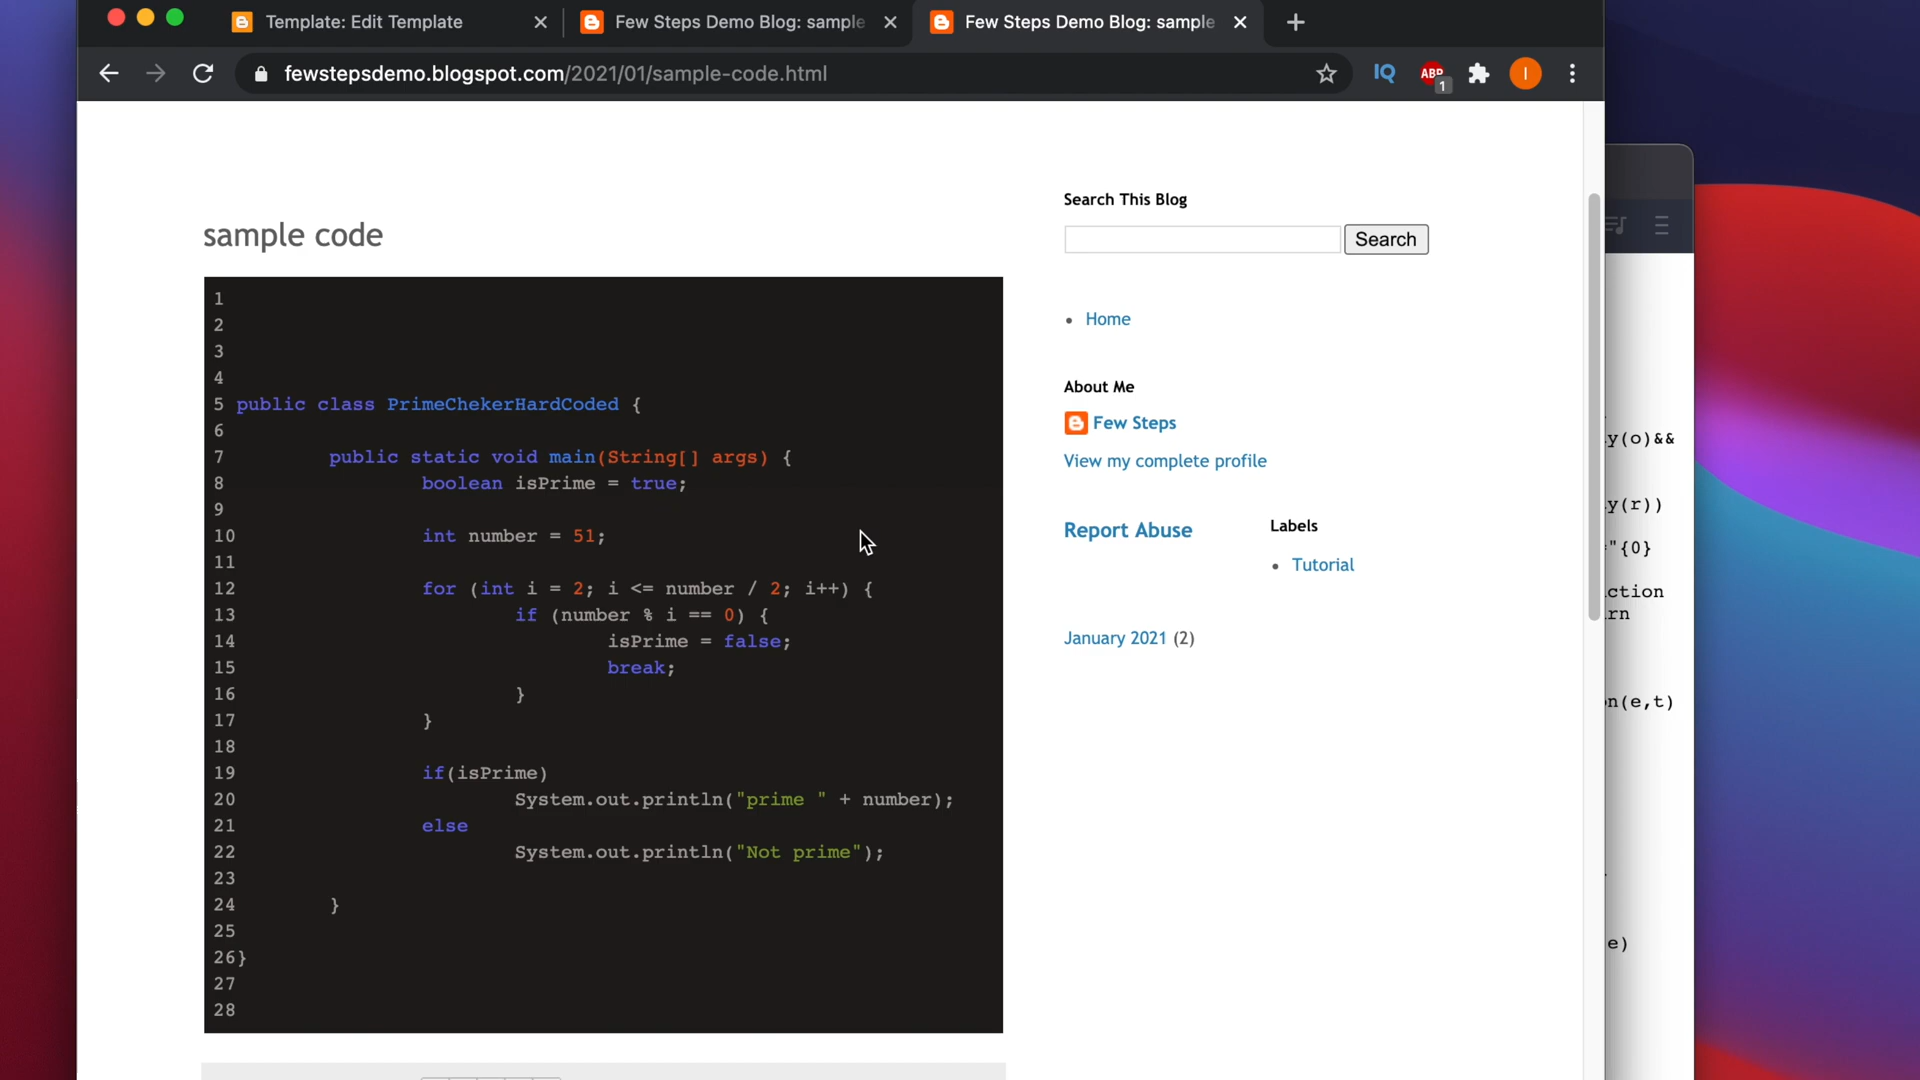 Template: Edit Template
Few Steps Demo Blog: sample
Few Steps Demo Blog: sample
fewstepsdemo.blogspot.com/2021/01/sample-code.html
IQ
ABP
1
I
sample code
1
2
3
4
5 public class PrimeChekerHardCoded {
6
7 public static void main(String[] args) {
8 boolean isPrime = true;
9
10 int number = 51;
11
12 for (int i = 2; i <= number / 2; i++) {
13 if (number % i == 0) {
14 isPrime = false;
15 break;
16 }
17 }
18
19 if(isPrime)
20 System.out.println("prime " + number);
21 else
22 System.out.println("Not prime");
23
24 }
25
26 }
27
28
Search This Blog
Search
Home
About Me
Few Steps
View my complete profile
Report Abuse
Labels
Tutorial
January 2021 (2)
y(o)&&
y(r))
"{0}
ction
rn
n(e,t)
e)